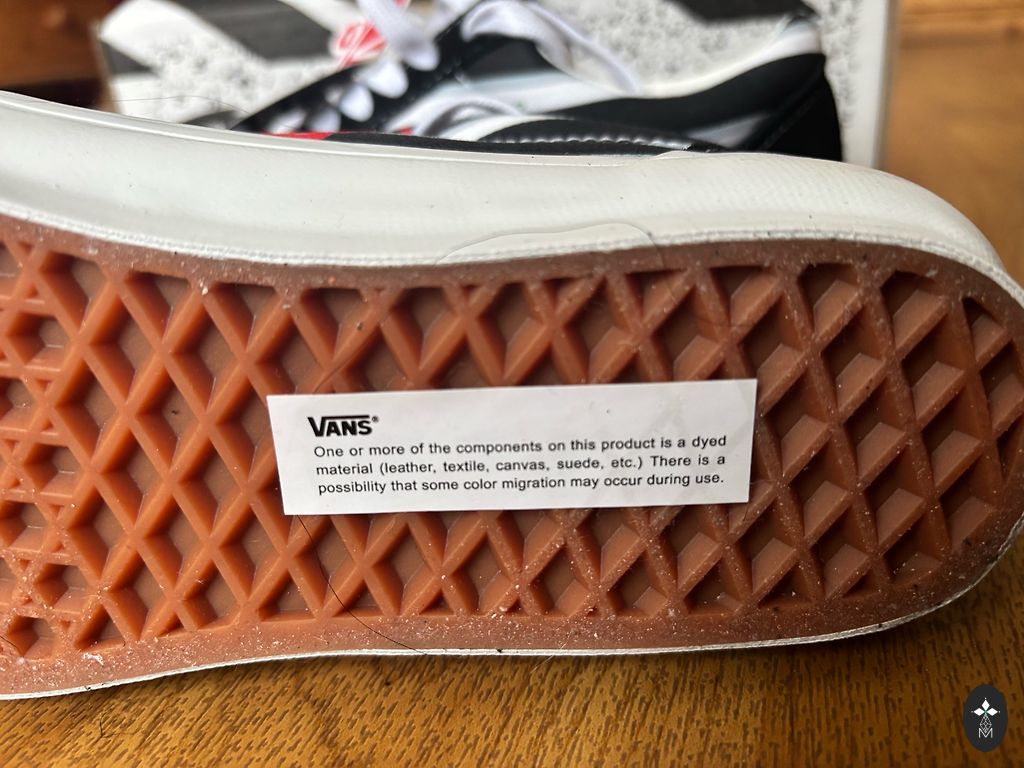 VANS®
One or more of the components on this product is a dyed
material (leather, textile, canvas, suede, etc.) There is a
possibility that some color migration may occur during use.
M